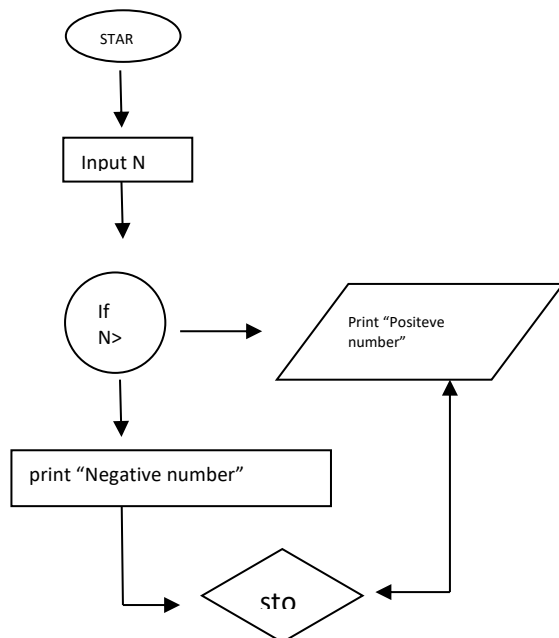 STAR
Input N
If
N>
Print “Positeve
number”
print “Negative number”
sto